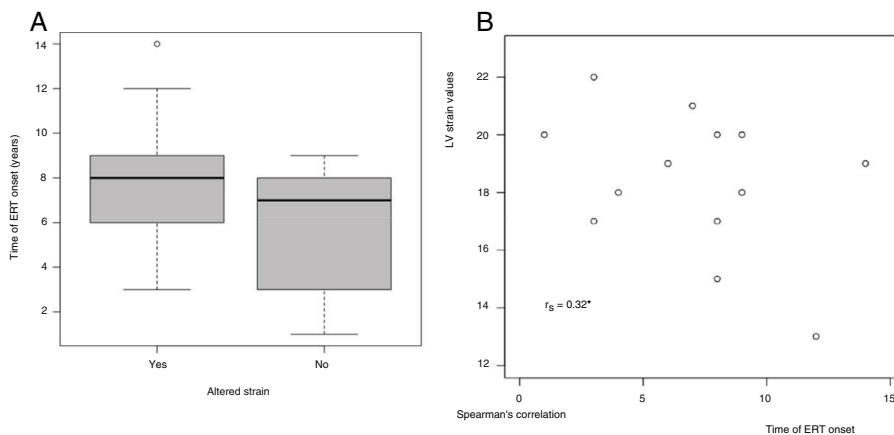 A
14
12
10
8
6
4
2
Time of ERT onset (years)
Yes
No
Altered strain
B
22
20
18
16
14
12
LV strain values
rs = 0.32*
0
5
10
15
Spearman's correlation
Time of ERT onset